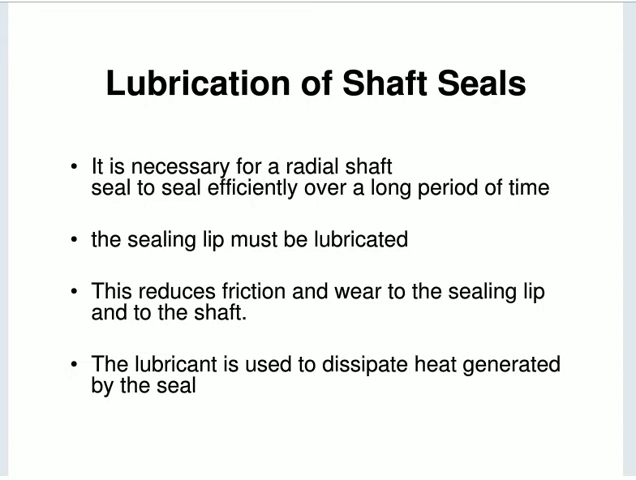 Lubrication of Shaft Seals
• It is necessary for a radial shaft
seal to seal efficiently over a long period of time
• the sealing lip must be lubricated
• This reduces friction and wear to the sealing lip
and to the shaft.
• The lubricant is used to dissipate heat generated
by the seal